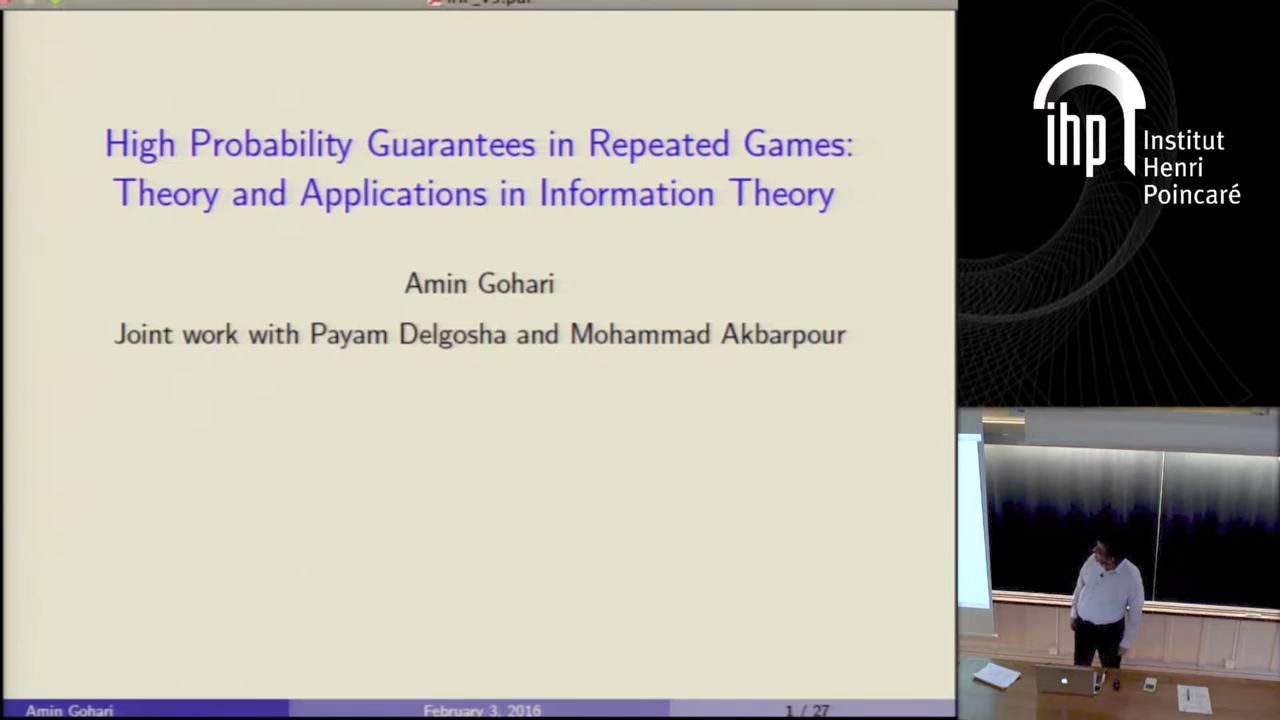 High Probability Guarantees in Repeated Games:
Theory and Applications in Information Theory
Amin Gohari
Joint work with Payam Delgosha and Mohammad Akbarpour
Amin Gohari
February 3, 2016
1 / 27
ihp
Institut
Henri
Poincaré